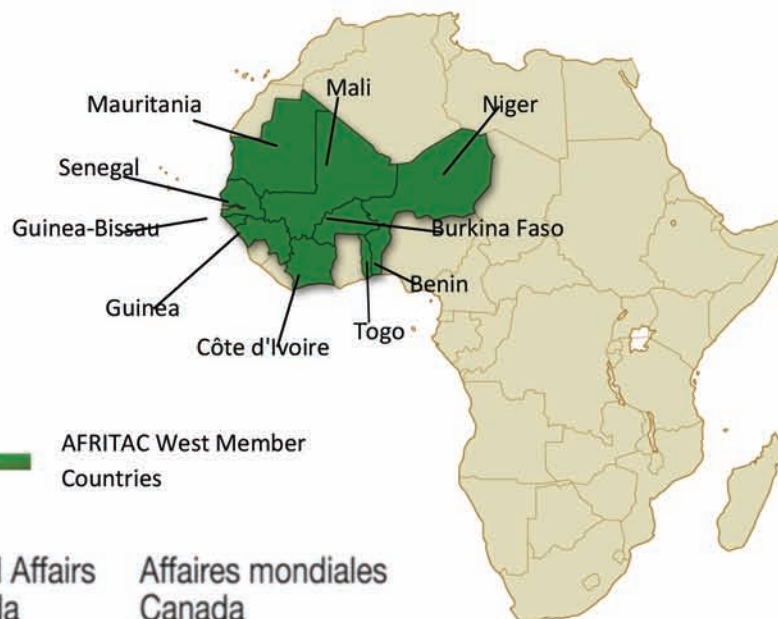 Mali
Mauritania
Niger
Senegal
Guinea-Bissau
Burkina Faso
Benin
Guinea
Togo
Côte d'Ivoire
AFRITAC West Member
Countries
Affairs
Affaires mondiales
Canada